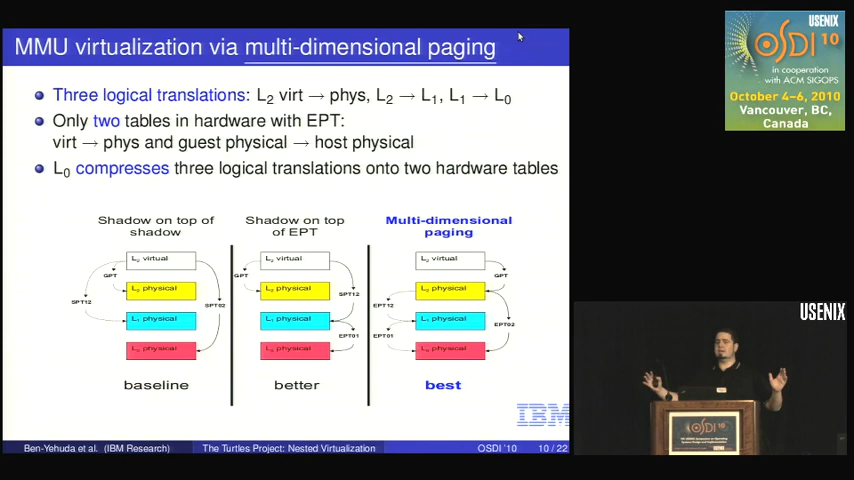 MMU virtualization via multi-dimensional paging
Three logical translations: L2 virt → phys, L2 → L1, L1 → L0
Only two tables in hardware with EPT:
virt → phys and guest physical → host physical
L0 compresses three logical translations onto two hardware tables
Shadow on top of
shadow
L2 virtual
GPT
L2 physical
SPT12
SPT02
L1 physical
L0 physical
baseline
Shadow on top
of EPT
L2 virtual
GPT
L2 physical
SPT12
L1 physical
EPT01
L0 physical
better
Multi-dimensional
paging
L2 virtual
GPT
L2 physical
EPT12
L1 physical
EPT02
EPT01
L0 physical
best
IBM
Ben-Yehuda et al. (IBM Research)
The Turtles Project: Nested Virtualization
OSDI '10
10 / 22
USENIX
OSDI 10
in cooperation
with ACM SIGOPS
October 4–6, 2010
Vancouver, BC,
Canada
USENIX
OSDI 10